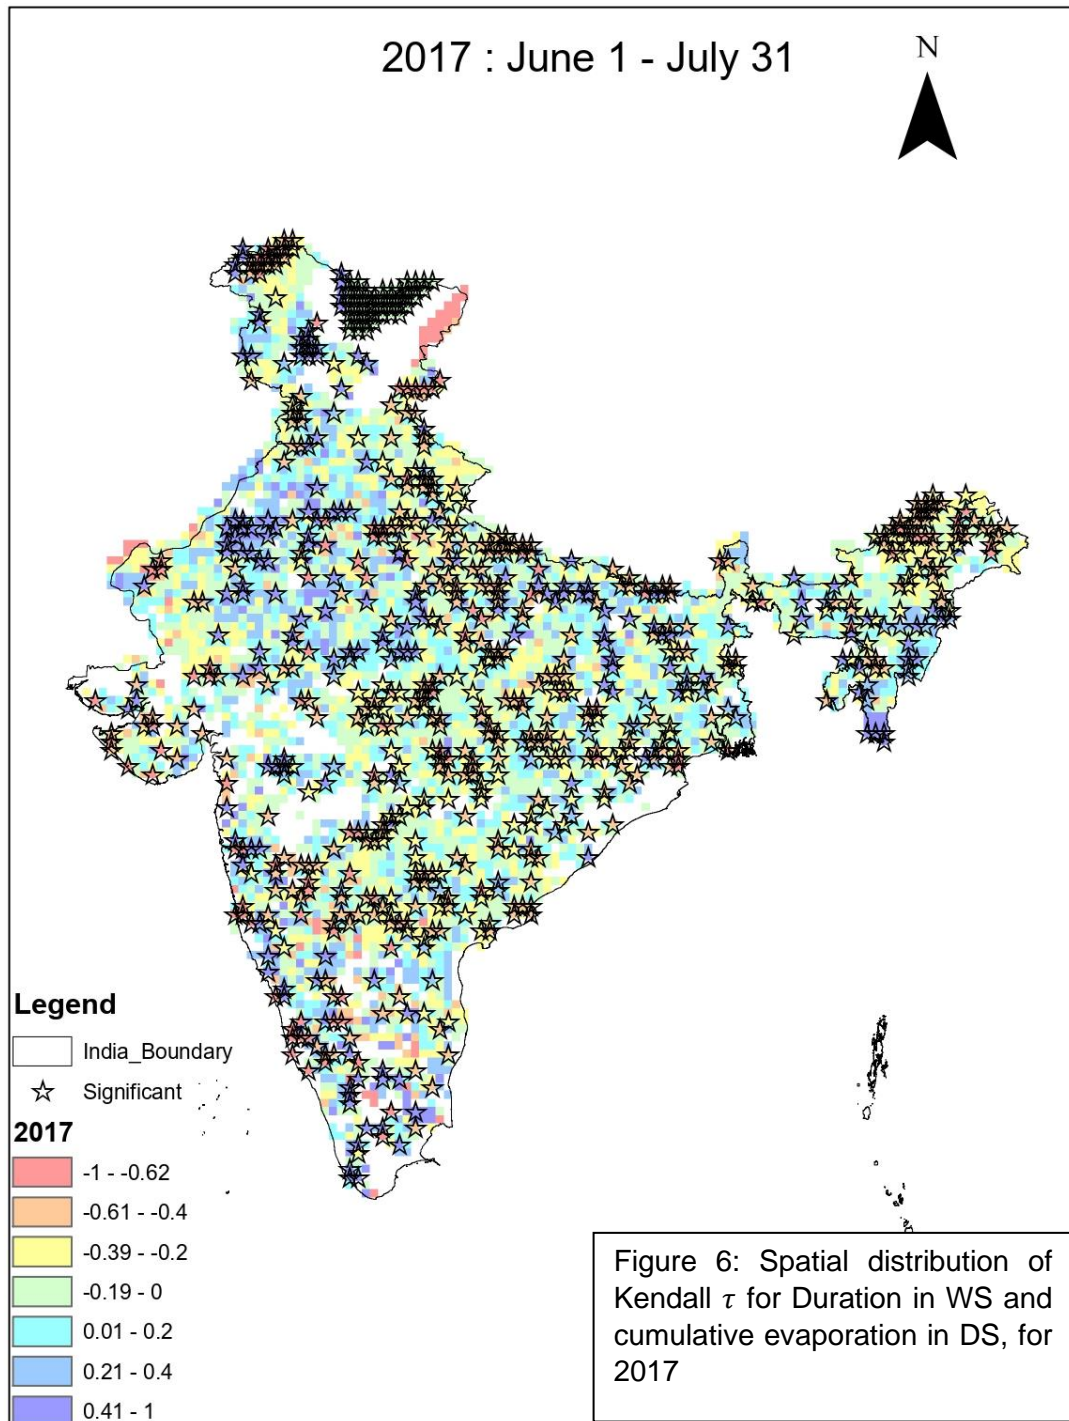 2017 : June 1 - July 31
N
Legend
India_Boundary
Significant
2017
-1 - -0.62
-0.61 - -0.4
-0.39 - -0.2
-0.19 - 0
0.01 - 0.2
0.21 - 0.4
0.41 - 1
Figure 6: Spatial distribution of
Kendall τ for Duration in WS and
cumulative evaporation in DS, for
2017